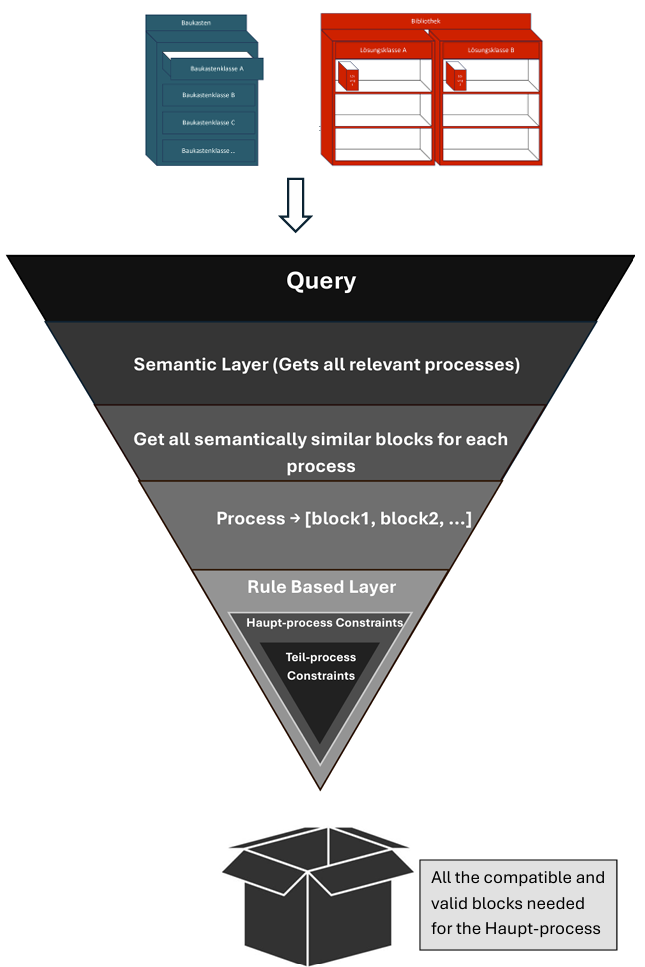 Baukasten
Bibliothek
Baukastenklasse A
Baukastenklasse B
Baukastenklasse C
Baukastenklasse ...
Lösungsklasse A
Lösungsklasse B
Query
Semantic Layer (Gets all relevant processes)
Get all semantically similar blocks for each
process
Process → [block1, block2, ...]
Rule Based Layer
Haupt-process Constraints
Teil-process
Constraints
All the compatible and
valid blocks needed
for the Haupt-process